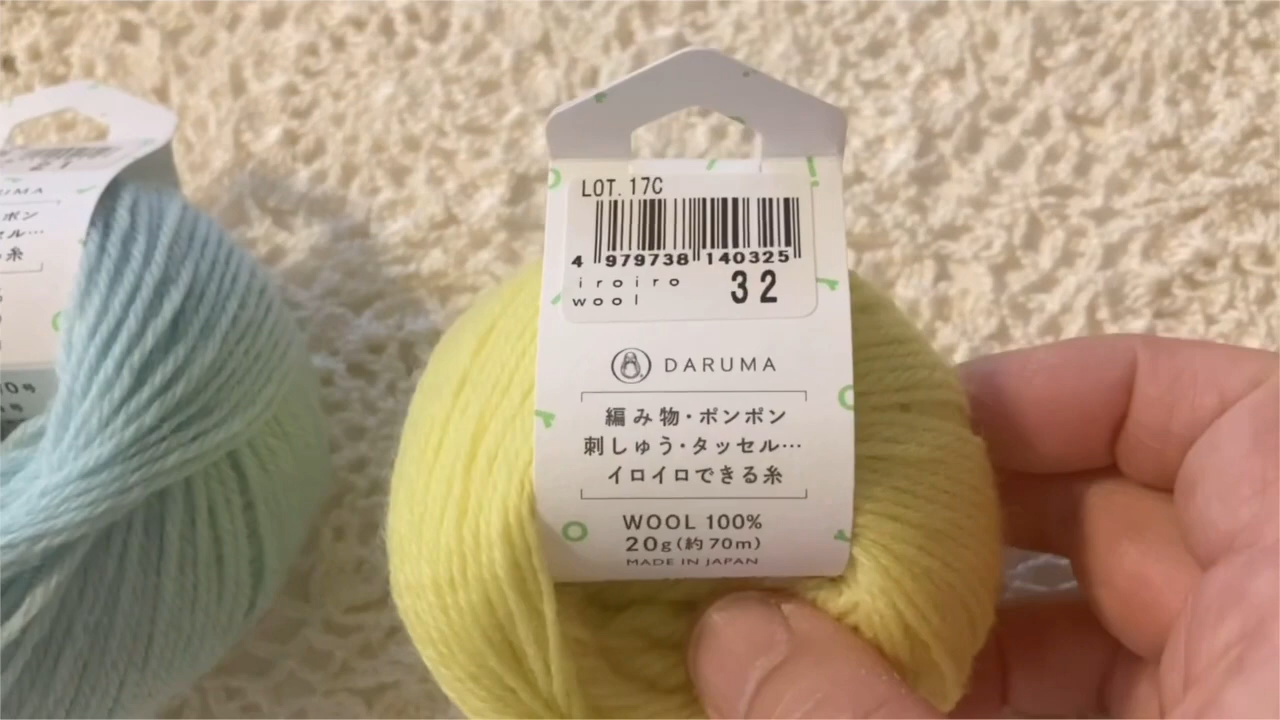 LOT. 17C
4 979738 140325
iroiro
wool
32
DARUMA
編み物・ポンポン
刺しゅう・タッセル…
イロイロできる糸
WOOL 100%
20g(約70m)
MADE IN JAPAN